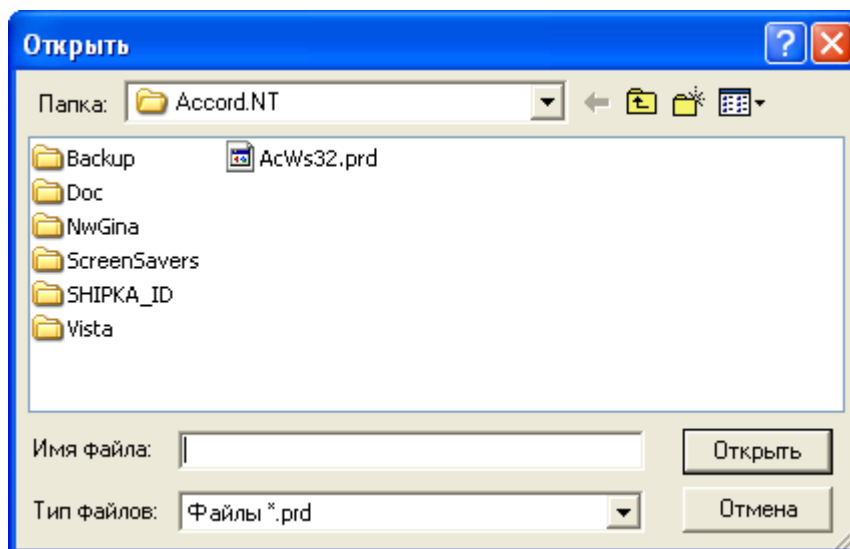 Открыть
Папка: Accord.NT
Backup AcWs32.prd
Doc
NwGina
ScreenSavers
SHIPKA_ID
Vista
Имя файла: Открыть
Тип файлов: Файлы *.prd Отмена